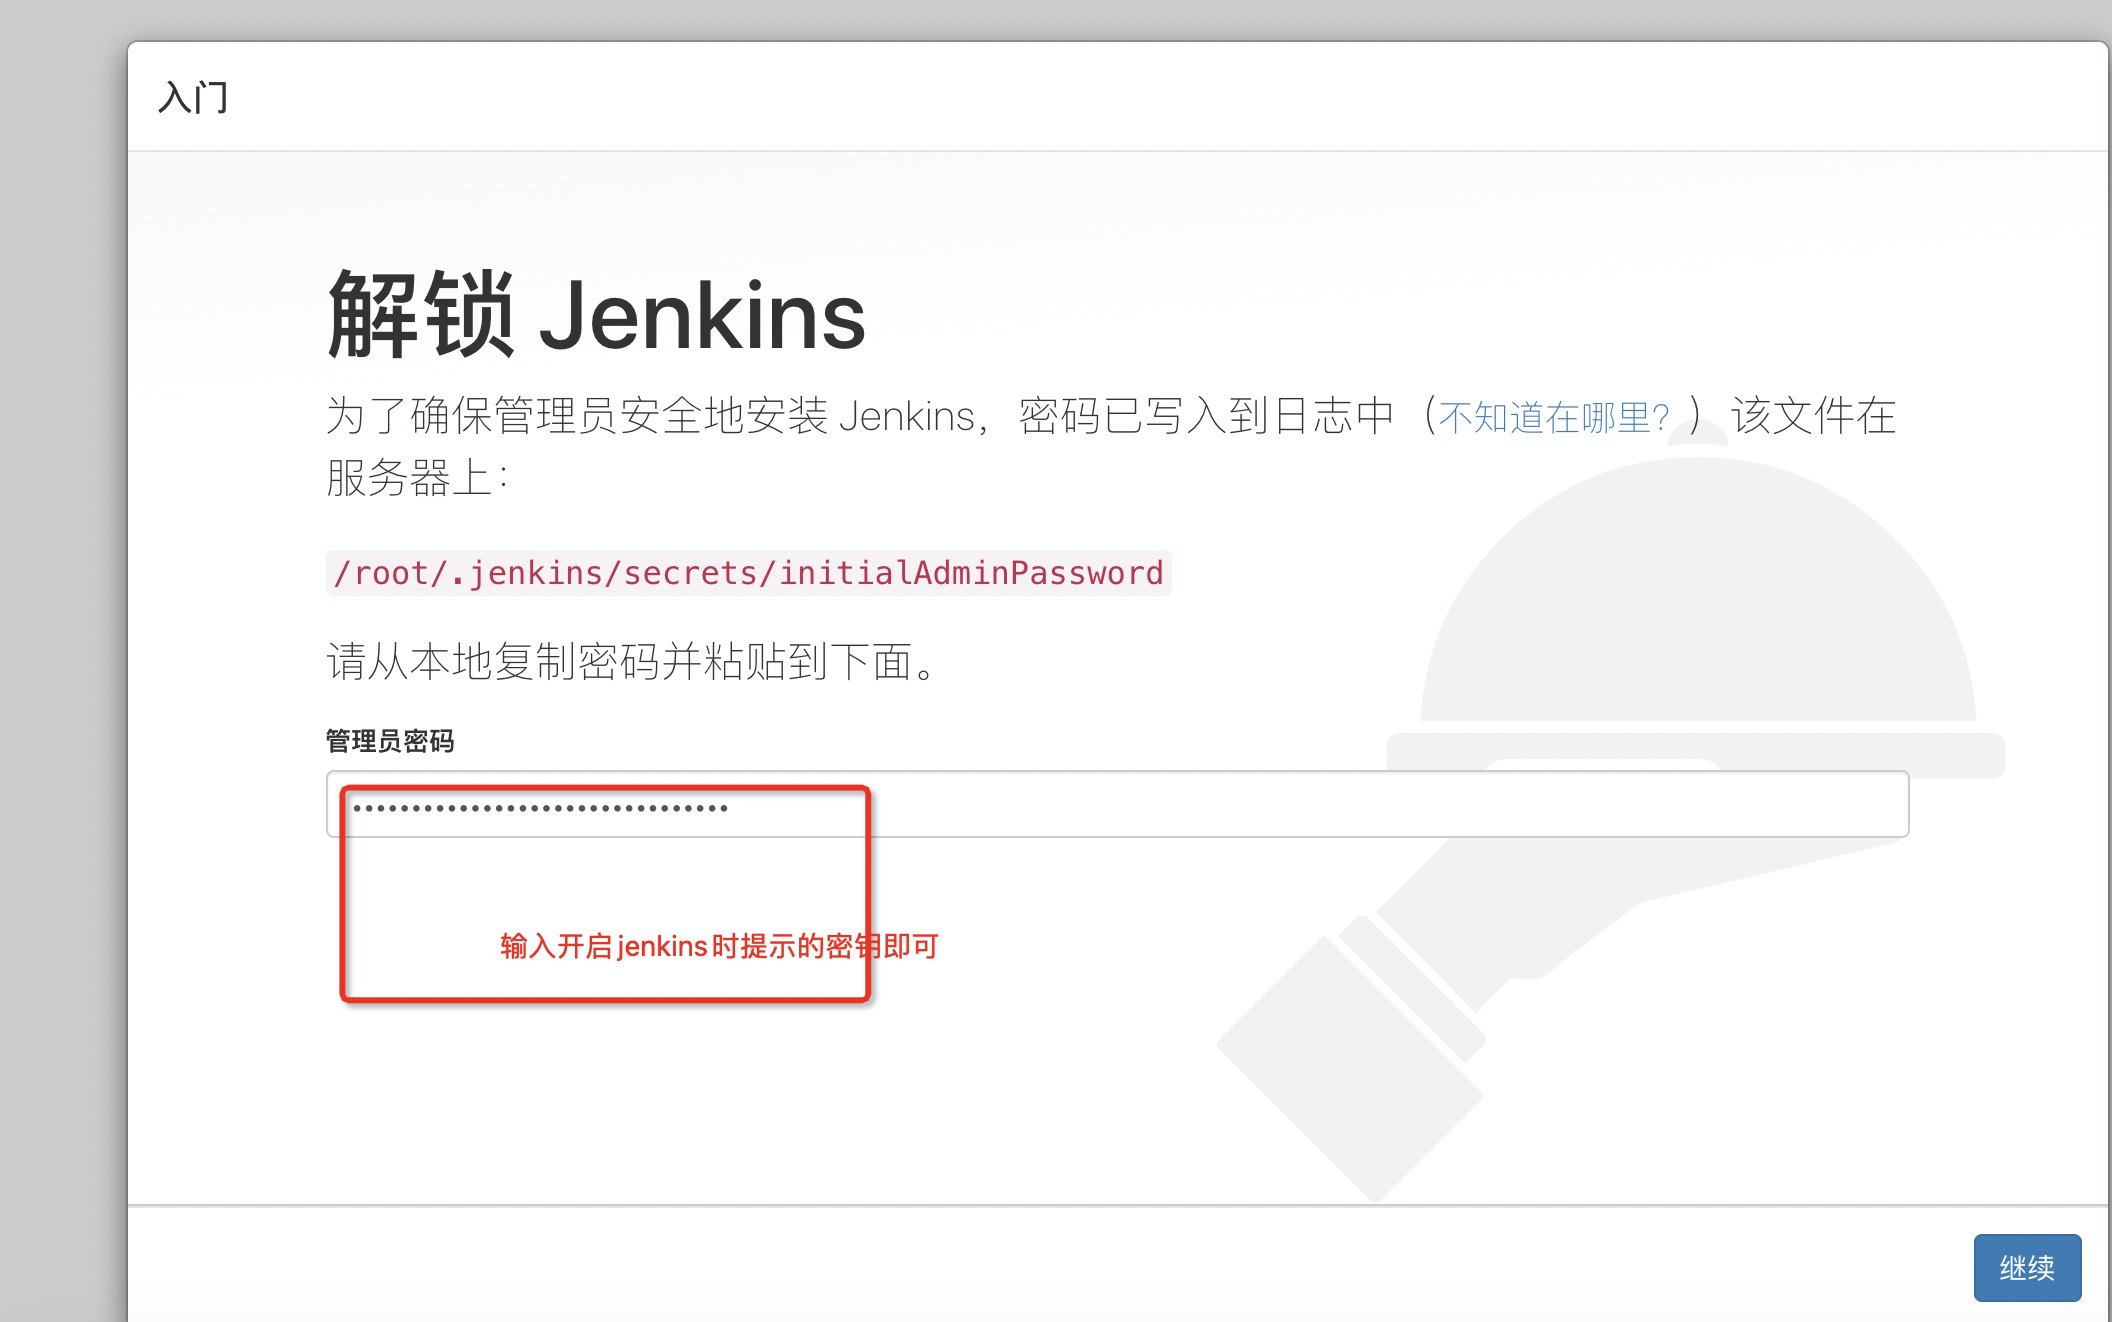 入门
解锁 Jenkins
为了确保管理员安全地安装 Jenkins，密码已写入到日志中（不知道在哪里？）该文件在
服务器上：
/root/.jenkins/secrets/initialAdminPassword
请从本地复制密码并粘贴到下面。
管理员密码
••••••••••••••••••••••••••••••••
输入开启jenkins时提示的密钥即可
继续